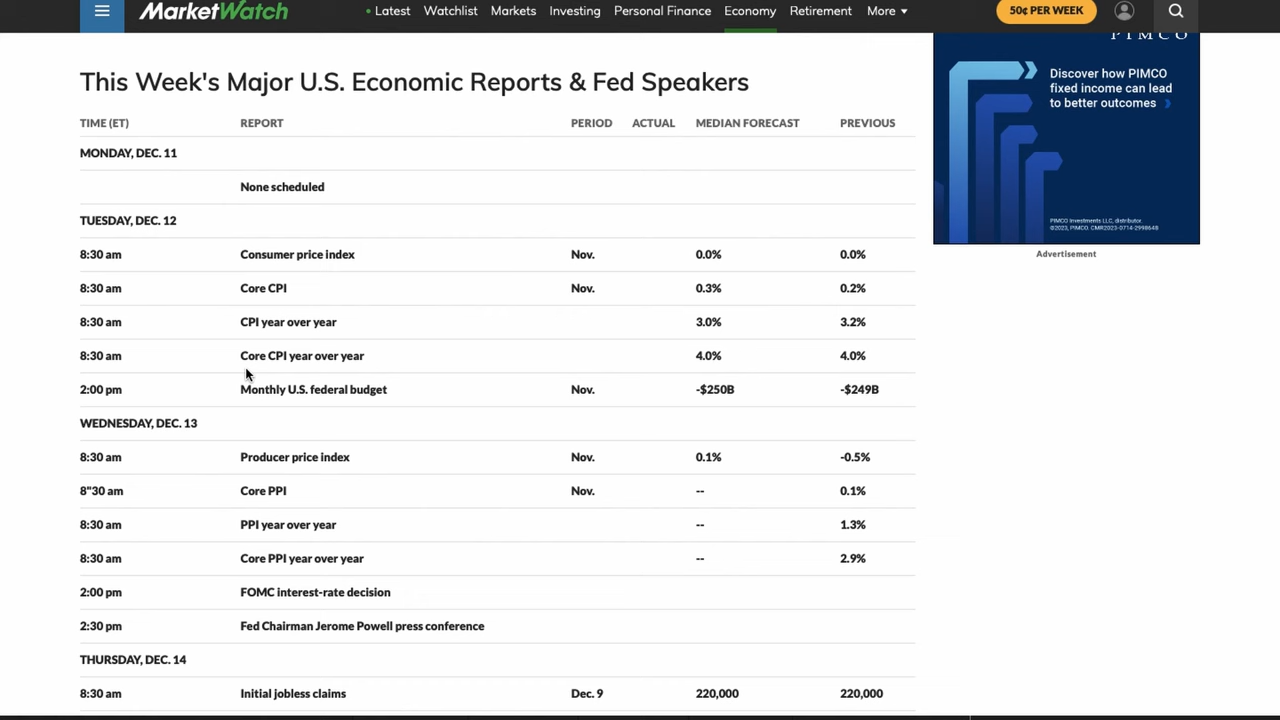 MarketWatch
Latest Watchlist Markets Investing Personal Finance Economy Retirement More 50¢ PER WEEK
PIMCO
Discover how PIMCO
fixed income can lead
to better outcomes
PIMCO Investments LLC, distributor.
©2023, PIMCO. CMR2023-0714-2998648
Advertisement
This Week's Major U.S. Economic Reports & Fed Speakers
TIME (ET) REPORT PERIOD ACTUAL MEDIAN FORECAST PREVIOUS
MONDAY, DEC. 11
None scheduled
TUESDAY, DEC. 12
8:30 am Consumer price index Nov. 0.0% 0.0%
8:30 am Core CPI Nov. 0.3% 0.2%
8:30 am CPI year over year 3.0% 3.2%
8:30 am Core CPI year over year 4.0% 4.0%
2:00 pm Monthly U.S. federal budget Nov. -$250B -$249B
WEDNESDAY, DEC. 13
8:30 am Producer price index Nov. 0.1% -0.5%
8"30 am Core PPI Nov. -- 0.1%
8:30 am PPI year over year -- 1.3%
8:30 am Core PPI year over year -- 2.9%
2:00 pm FOMC interest-rate decision
2:30 pm Fed Chairman Jerome Powell press conference
THURSDAY, DEC. 14
8:30 am Initial jobless claims Dec. 9 220,000 220,000